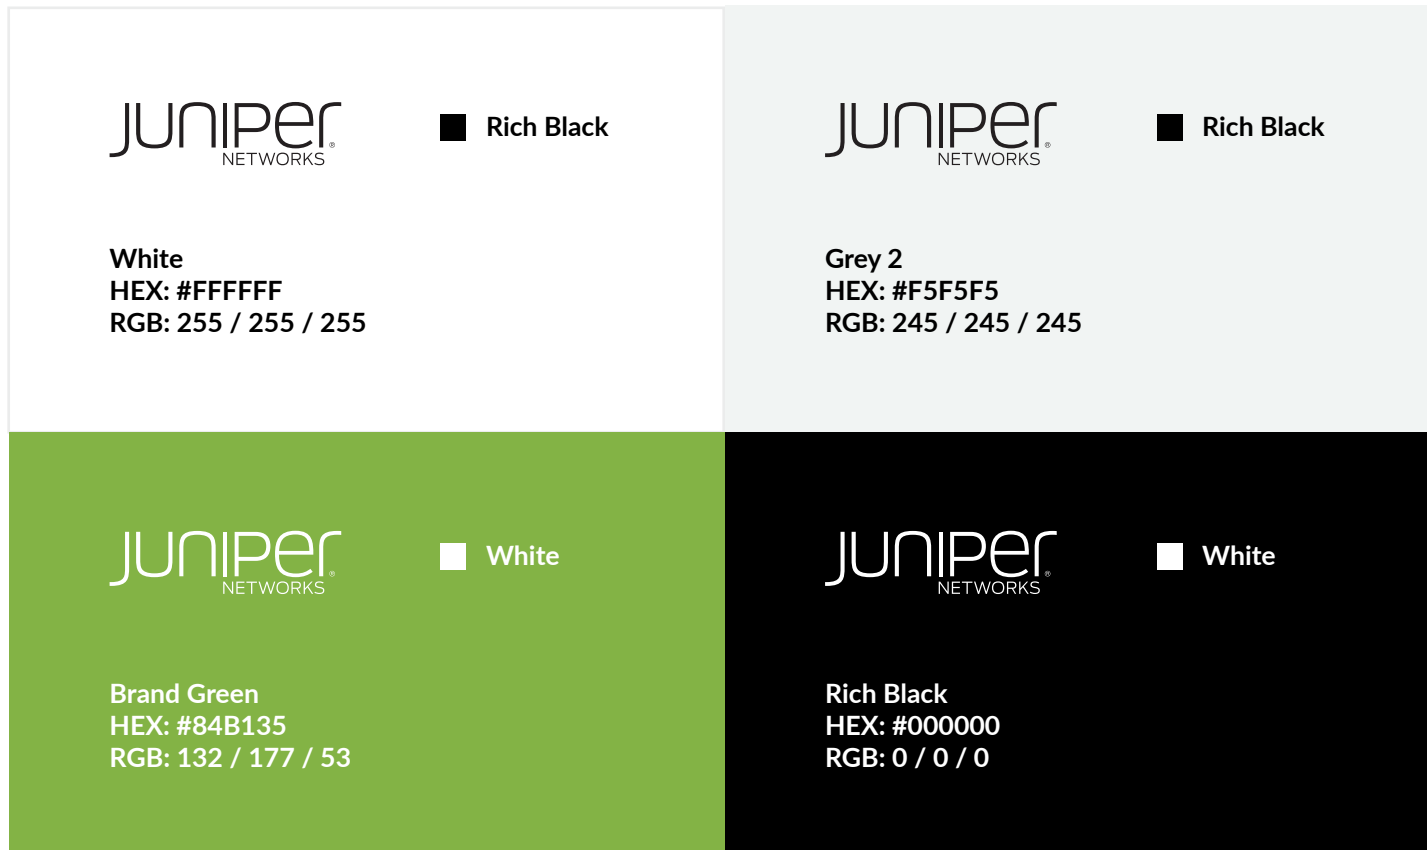 JUNIPER
NETWORKS
®
Rich Black
White
HEX: #FFFFFF
RGB: 255 / 255 / 255
JUNIPER
NETWORKS
®
Rich Black
Grey 2
HEX: #F5F5F5
RGB: 245 / 245 / 245
JUNIPER
NETWORKS
®
White
Brand Green
HEX: #84B135
RGB: 132 / 177 / 53
JUNIPER
NETWORKS
®
White
Rich Black
HEX: #000000
RGB: 0 / 0 / 0